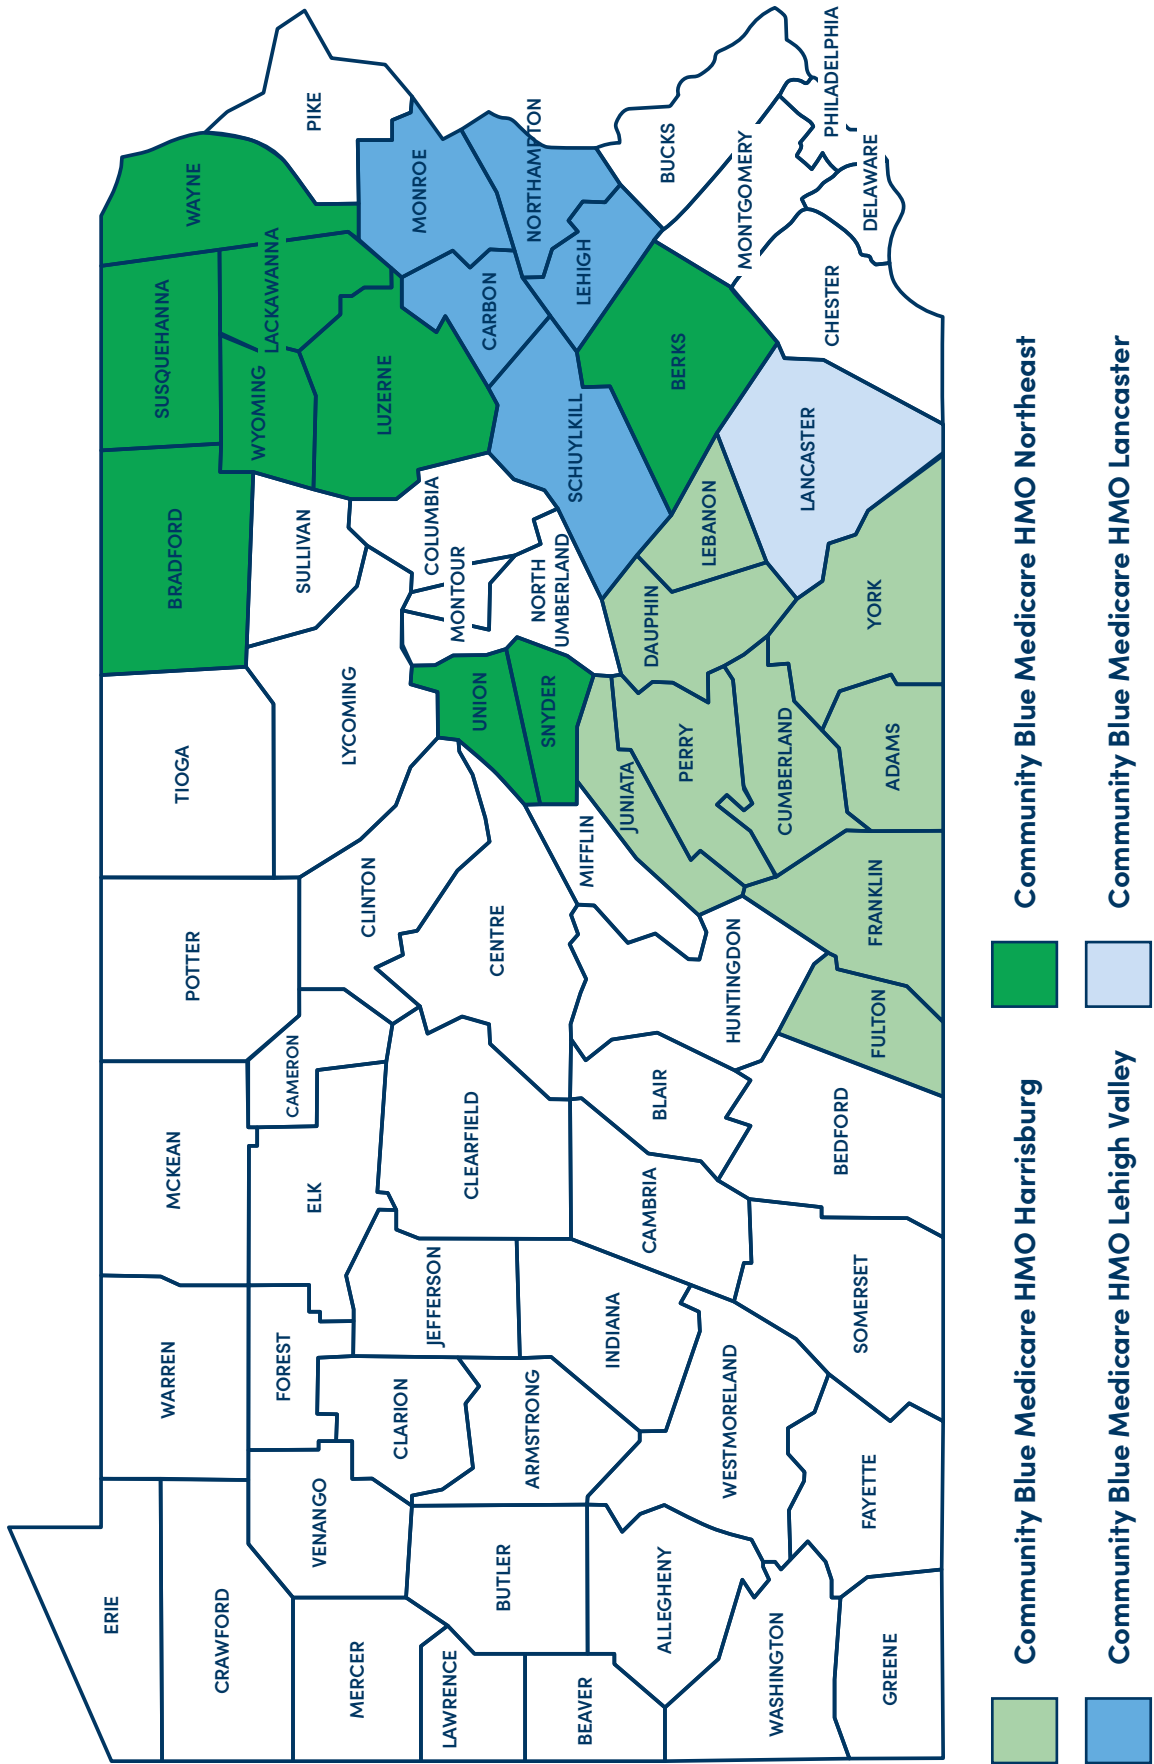 ERIE
CRAWFORD
WARREN
MCKEAN
POTTER
TIOGA
BRADFORD
SUSQUEHANNA
WAYNE
PIKE
WYOMING
LACKAWANNA
SULLIVAN
LUZERNE
MONROE
MERCER
VENANGO
FOREST
ELK
CAMERON
CLINTON
LYCOMING
LAWRENCE
BUTLER
CLARION
JEFFERSON
CLEARFIELD
CENTRE
UNION
SNYDER
MONTOUR
COLUMBIA
NORTH
UMBERLAND
CARBON
NORTHAMPTON
LEHIGH
SCHUYLKILL
BEAVER
ALLEGHENY
ARMSTRONG
INDIANA
CAMBRIA
BLAIR
HUNTINGDON
MIFFLIN
JUNIATA
PERRY
DAUPHIN
LEBANON
BERKS
BUCKS
MONTGOMERY
PHILADELPHIA
DELAWARE
CHESTER
LANCASTER
YORK
CUMBERLAND
ADAMS
FRANKLIN
FULTON
BEDFORD
SOMERSET
WESTMORELAND
FAYETTE
WASHINGTON
GREENE
Community Blue Medicare HMO Harrisburg
Community Blue Medicare HMO Northeast
Community Blue Medicare HMO Lehigh Valley
Community Blue Medicare HMO Lancaster